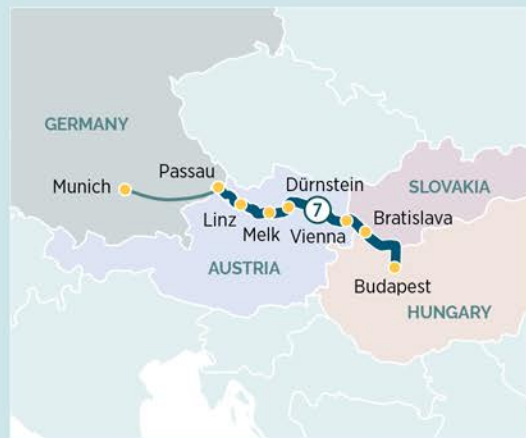 GERMANY
Munich
Passau
Linz
Melk
Dürnstein
7
Vienna
Bratislava
SLOVAKIA
AUSTRIA
Budapest
HUNGARY